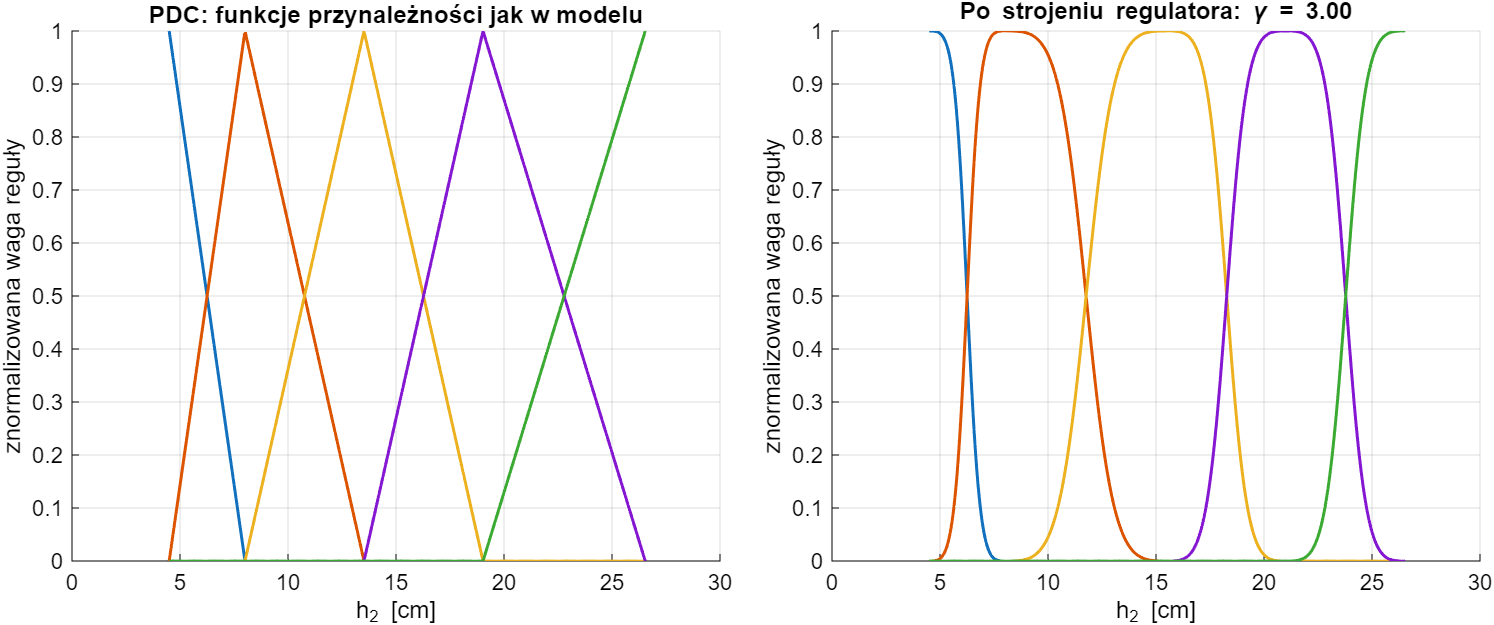 PDC: funkcje przynależności jak w modelu
znormalizowana waga reguły
1
0.9
0.8
0.7
0.6
0.5
0.4
0.3
0.2
0.1
0
0 5 10 15 20 25 30
h2 [cm]
Po strojeniu regulatora: γ = 3.00
znormalizowana waga reguły
1
0.9
0.8
0.7
0.6
0.5
0.4
0.3
0.2
0.1
0
0 5 10 15 20 25 30
h2 [cm]